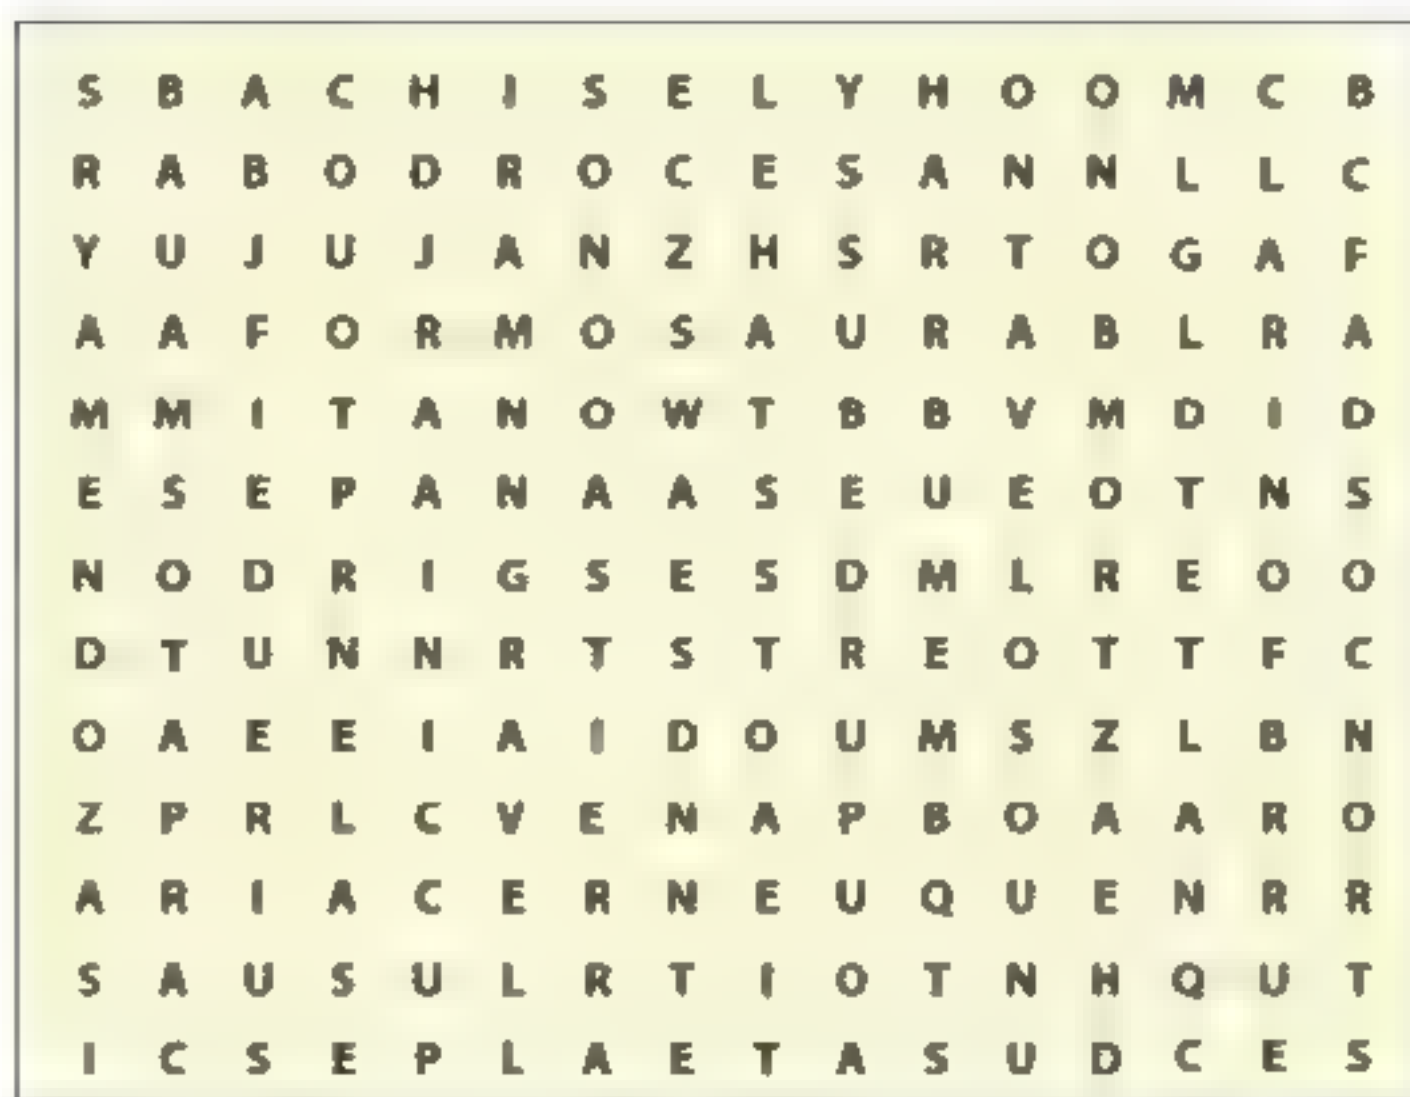 S B A C H I S E L Y H O O M C B
R A B O D R O C E S A N N L L C
Y U J U J A N Z H S R T O G A F
A A F O R M O S A U R A B L R A
M M I T A N O W T B B V M D I D
E S E P A N A A S E U E O T N S
N O D R I G S E S D M L R E O O
D T U N N R T S T R E O T T F C
O A E E I A I D O U M S Z L B N
Z P R L C V E N A P B O A A R O
A R I A C E R N E U Q U E N R R
S A U S U L R T I O T N H Q U T
I C S E P L A E T A S U D C E S